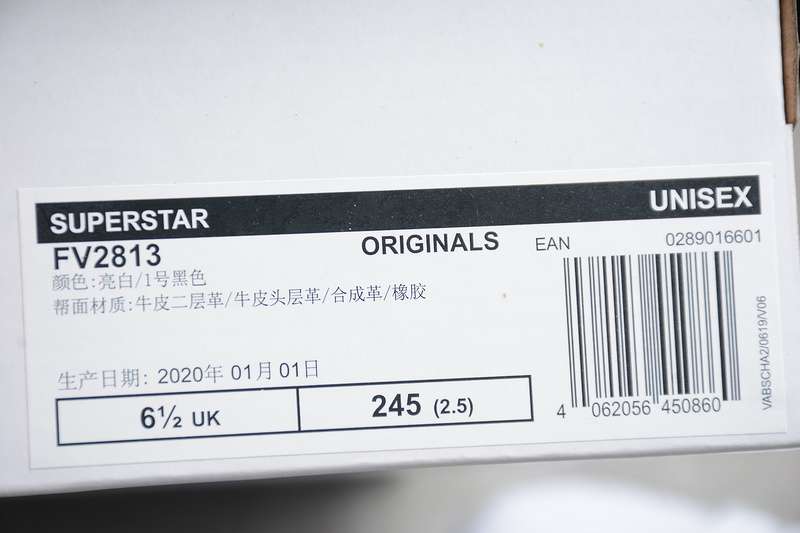 SUPERSTAR UNISEX
FV2813 ORIGINALS EAN 0289016601
颜色:亮白/1号黑色
帮面材质:牛皮二层革/牛皮头层革/合成革/橡胶
生产日期: 2020年 01月 01日
6½ UK 245 (2.5)
4 062056 450860
VABSCHA2/0619/V06